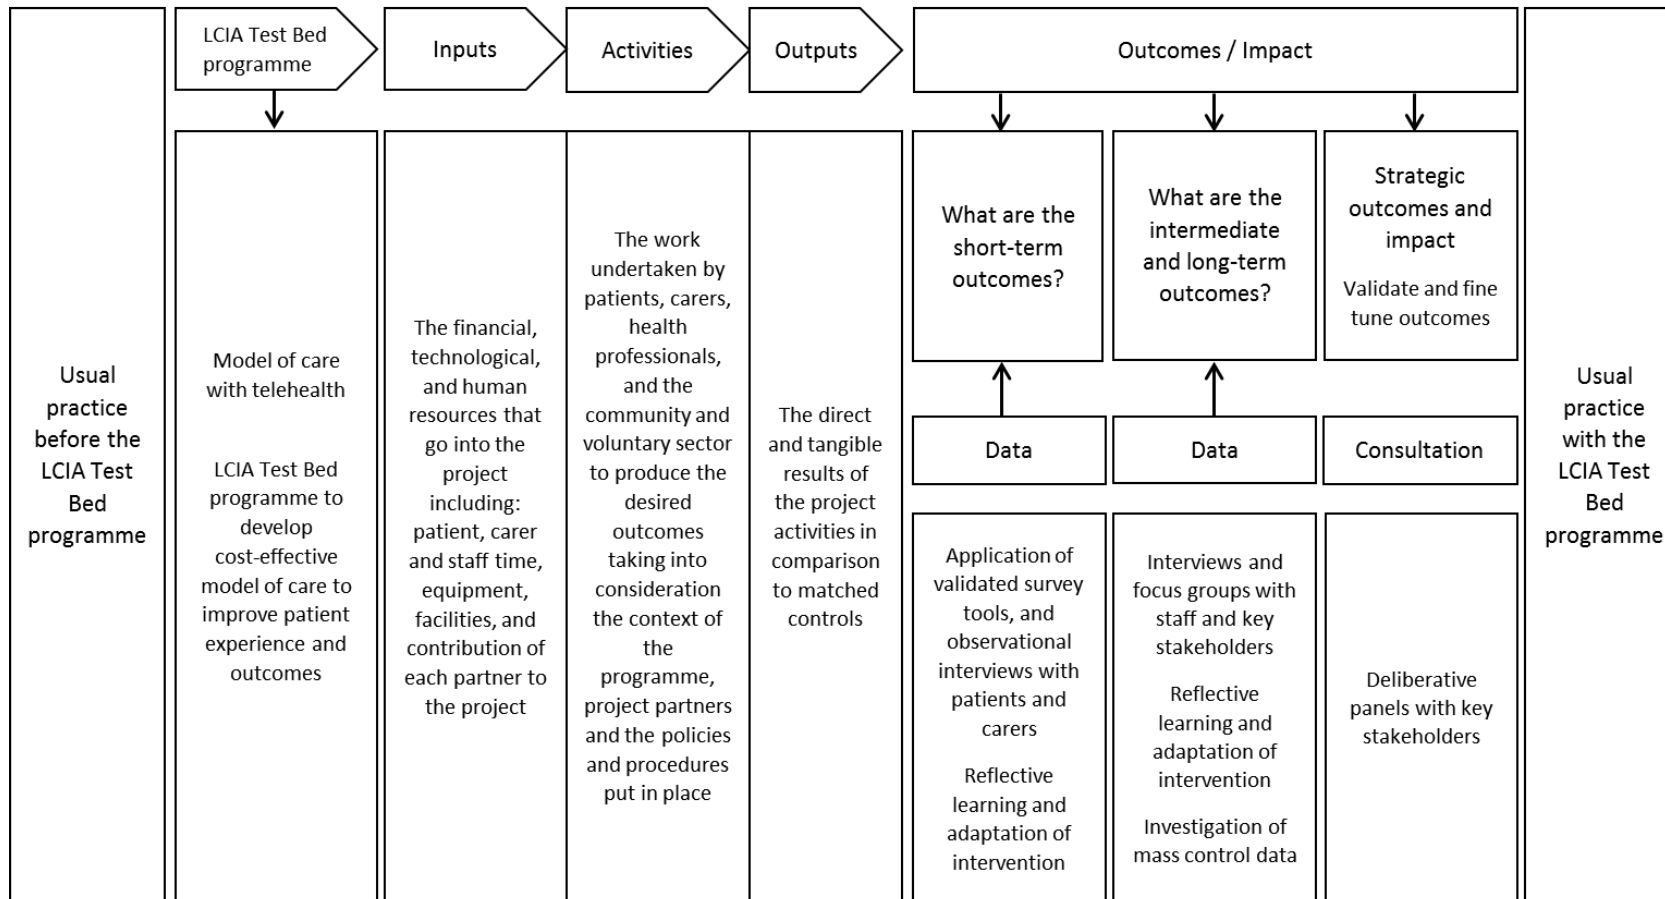 LCIA Test Bed
programme
Inputs
Activities
Outputs
Outcomes / Impact
Usual
practice
before the
LCIA Test
Bed
programme
Model of care
with telehealth
LCIA Test Bed
programme to
develop
cost-effective
model of care to
improve patient
experience and
outcomes
The financial,
technological,
and human
resources that
go into the
project
including:
patient, carer
and staff time,
equipment,
facilities, and
contribution of
each partner to
the project
The work
undertaken by
patients, carers,
health
professionals,
and the
community and
voluntary sector
to produce the
desired
outcomes
taking into
consideration
the context of
the
programme,
project partners
and the policies
and procedures
put in place
The direct
and tangible
results of
the project
activities in
comparison
to matched
controls
What are the
short-term
outcomes?
Data
Application of
validated survey
tools, and
observational
interviews with
patients and
carers
Reflective
learning and
adaptation of
intervention
What are the
intermediate
and long-term
outcomes?
Data
Interviews and
focus groups with
staff and key
stakeholders
Reflective
learning and
adaptation of
intervention
Investigation of
mass control data
Strategic
outcomes and
impact
Validate and fine
tune outcomes
Consultation
Deliberative
panels with key
stakeholders
Usual
practice
with the
LCIA Test
Bed
programme